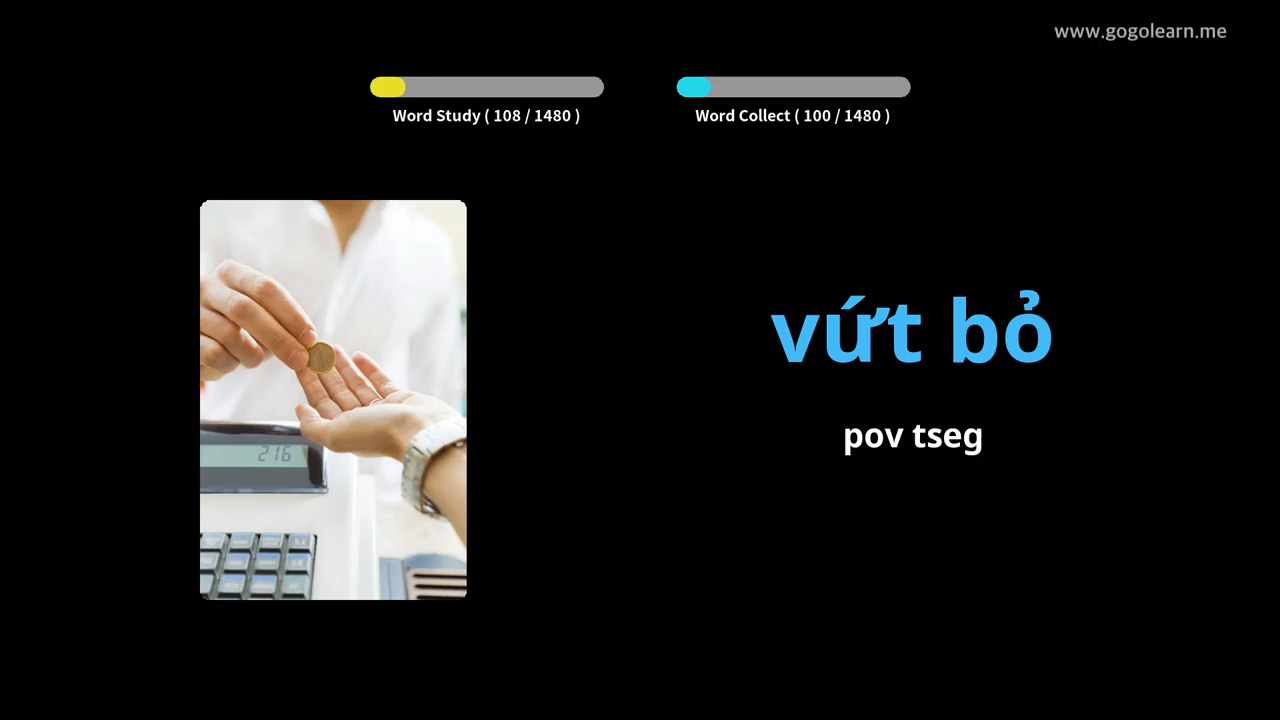 www.gogolearn.me
Word Study ( 108 / 1480 )
Word Collect ( 100 / 1480 )
vứt bỏ
pov tseg
216